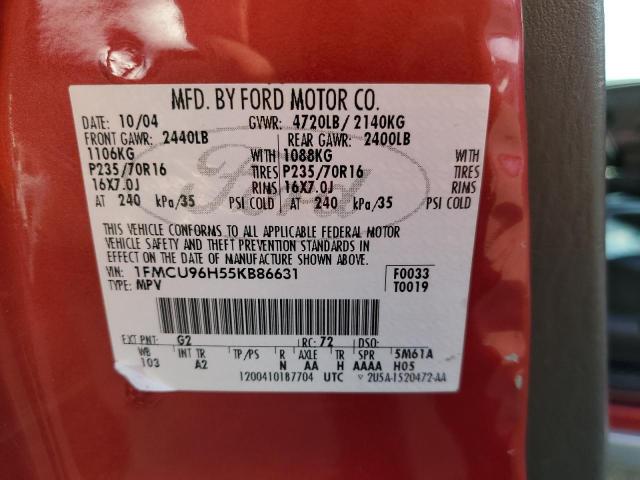 MFD. BY FORD MOTOR CO.
DATE: 10/04 GVWR: 4720LB/ 2140KG
FRONT GAWR: 2440LB REAR GAWR: 2400LB
1106KG WITH 1088KG WITH
P235/70R16 TIRES P235/70R16 TIRES
16X7.0J RIMS 16X7.0J RIMS
AT 240 kPa/35 PSI COLD AT 240 kPa/35 PSI COLD
Ford
THIS VEHICLE CONFORMS TO ALL APPLICABLE FEDERAL MOTOR
VEHICLE SAFETY AND THEFT PREVENTION STANDARDS IN
EFFECT ON THE DATE OF MANUFACTURE SHOWN ABOVE.
VIN: 1FMCU96H55KB86631 F0033
TYPE: MPV T0019
EXT PNT: G2 RC: 72 DSO:
WB INT TR TP/PS R AXLE TR SPR 5M61A
103 A2 N AA H AAAA H05
1200410187704 UTC 2U5A-1520472-AA